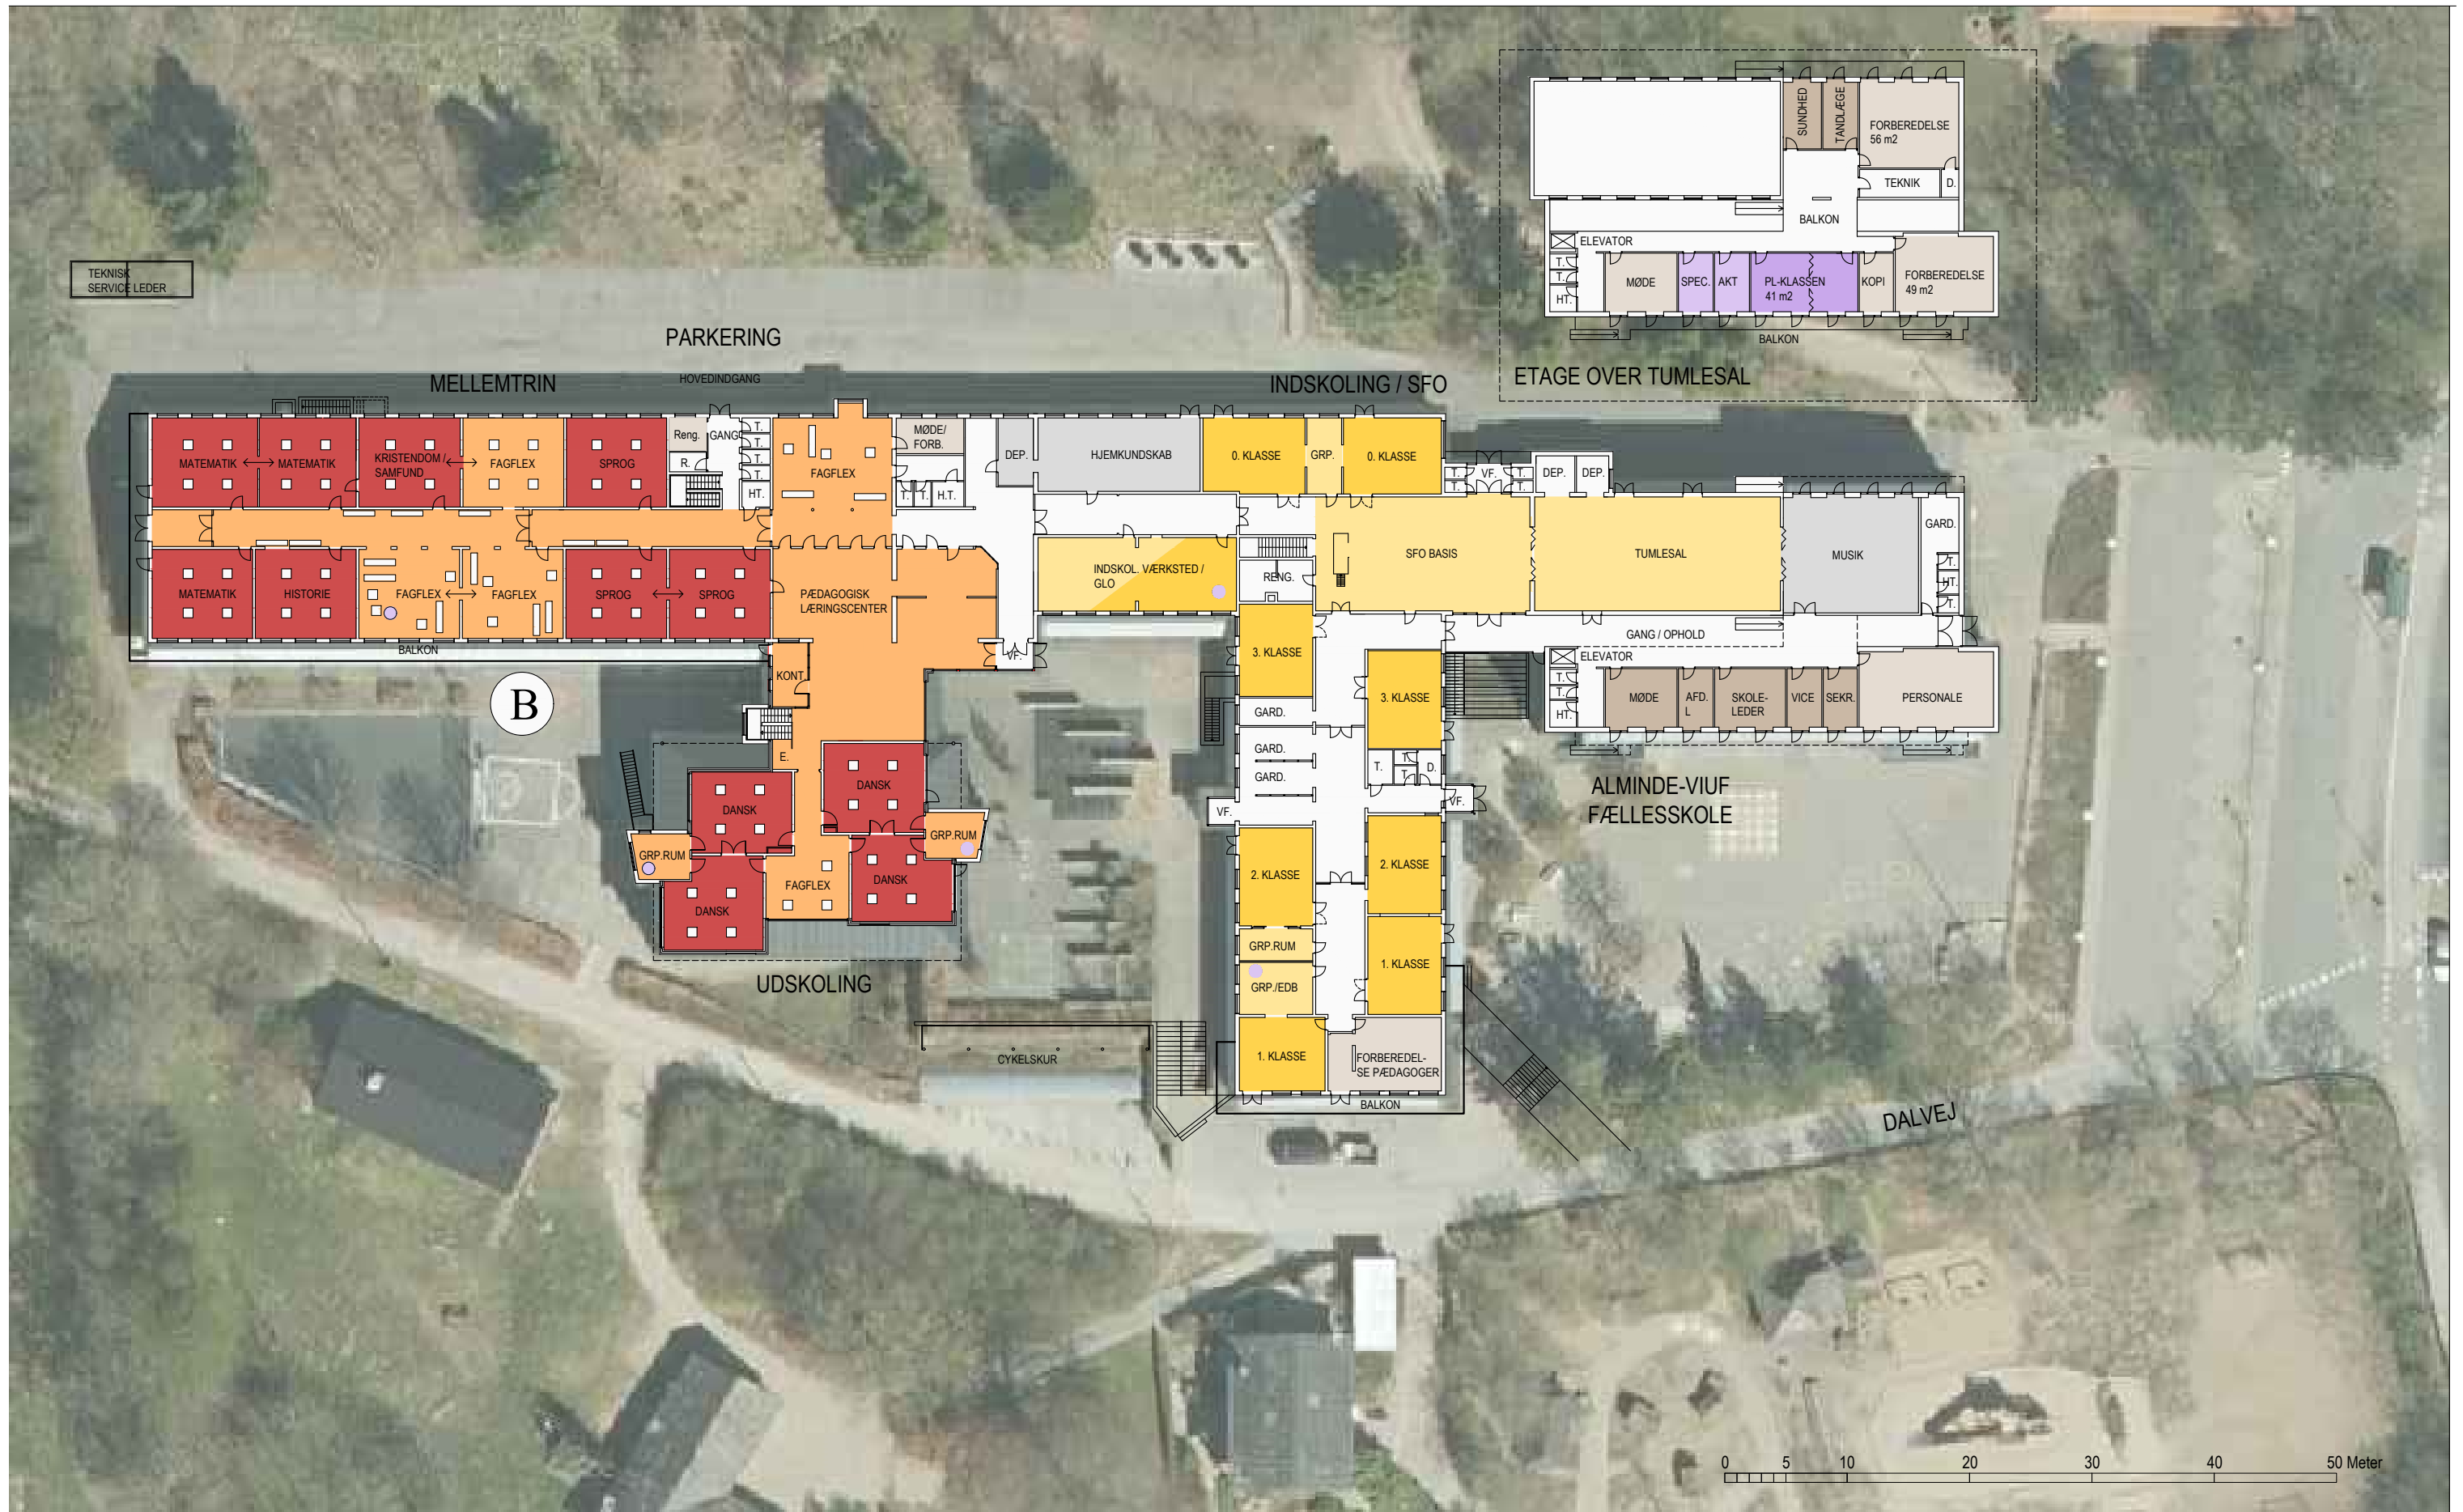 SUNDHED
TANDLÆGE
FORBEREDELSE
56 m2
TEKNIK
D.
BALKON
ELEVATOR
T.
T.
HT.
MØDE
SPEC.
AKT
PL-KLASSEN
41 m2
KOPI
FORBEREDELSE
49 m2
BALKON
ETAGE OVER TUMLESAL
TEKNISK
SERVICE LEDER
PARKERING
MELLEMTRIN
HOVEDINDGANG
INDSKOLING / SFO
MATEMATIK
MATEMATIK
KRISTENDOM /
SAMFUND
FAGFLEX
SPROG
Reng.
R.
GANG
T.
T.
T.
T.
HT.
FAGFLEX
MØDE/
FORB.
T.
T.
H.T.
DEP.
HJEMKUNDSKAB
0. KLASSE
GRP.
0. KLASSE
T.
T.
VF.
T.
T.
DEP.
DEP.
MATEMATIK
HISTORIE
FAGFLEX
FAGFLEX
SPROG
SPROG
PÆDAGOGISK
LÆRINGSCENTER
INDSKOL. VÆRKSTED /
GLO
RENG.
SFO BASIS
TUMLESAL
MUSIK
GARD.
T.
HT.
T.
BALKON
KONT.
VF.
B
E.
3. KLASSE
GARD.
3. KLASSE
GANG / OPHOLD
ELEVATOR
T.
T.
HT.
MØDE
AFD.
L
SKOLE-
LEDER
VICE
SEKR.
PERSONALE
GARD.
GARD.
T.
T.
T.
D.
VF.
VF.
ALMINDE-VIUF
FÆLLESSKOLE
DANSK
DANSK
GRP.RUM
GRP.RUM
DANSK
DANSK
FAGFLEX
UDSKOLING
2. KLASSE
2. KLASSE
GRP.RUM
GRP./EDB
1. KLASSE
1. KLASSE
FORBEREDEL-
SE PÆDAGOGER
BALKON
CYKELSKUR
DALVEJ
0
5
10
20
30
40
50 Meter